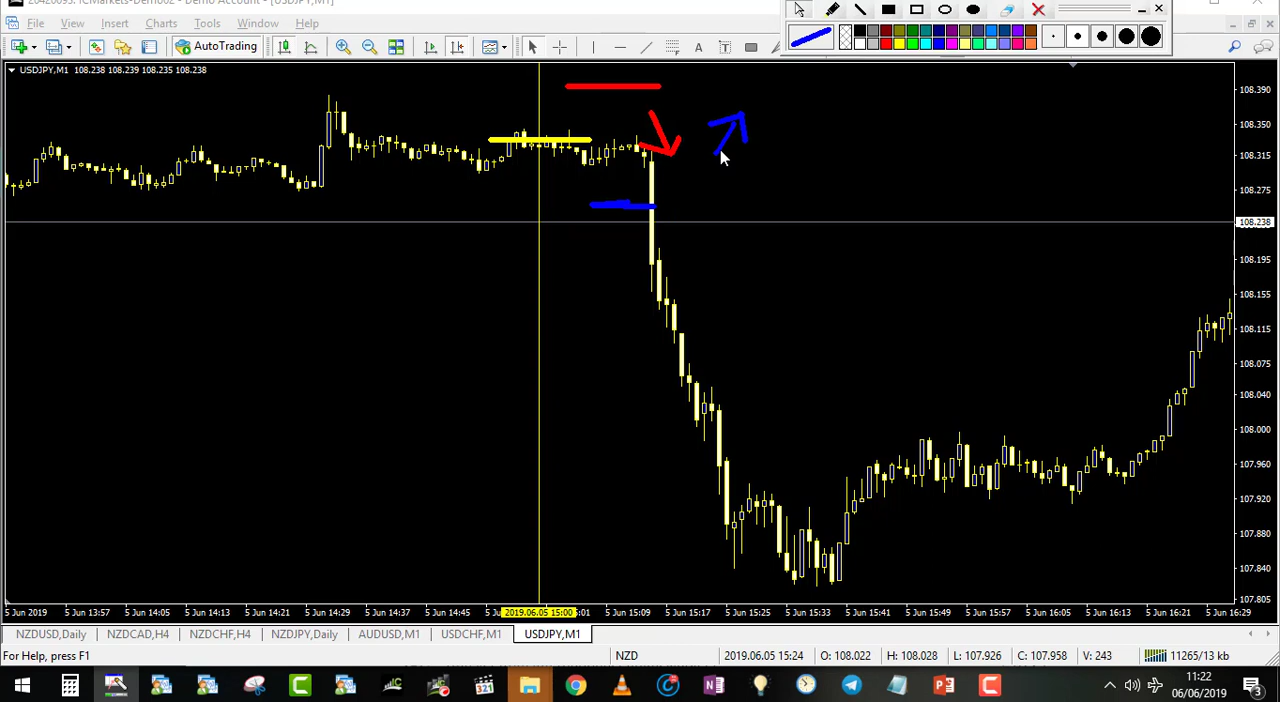 File View Insert Charts Tools Window Help
AutoTrading
A T
USDJPY,M1 108.238 108.239 108.235 108.238
108.390
108.350
108.315
108.275
108.238
108.195
108.155
108.115
108.075
108.040
108.000
107.960
107.920
107.880
107.840
107.805
5 Jun 2019 5 Jun 13:57 5 Jun 14:05 5 Jun 14:13 5 Jun 14:21 5 Jun 14:29 5 Jun 14:37 5 Jun 14:45 2019.06.05 15:00 5 Jun 15:09 5 Jun 15:17 5 Jun 15:25 5 Jun 15:33 5 Jun 15:41 5 Jun 15:49 5 Jun 15:57 5 Jun 16:05 5 Jun 16:13 5 Jun 16:21 5 Jun 16:29
NZDUSD,Daily NZDCAD,H4 NZDCHF,H4 NZDJPY,Daily AUDUSD,M1 USDCHF,M1 USDJPY,M1
For Help, press F1 NZD 2019.06.05 15:24 O: 108.022 H: 108.028 L: 107.926 C: 107.958 V: 243 11265/13 kb
11:22
06/06/2019
3